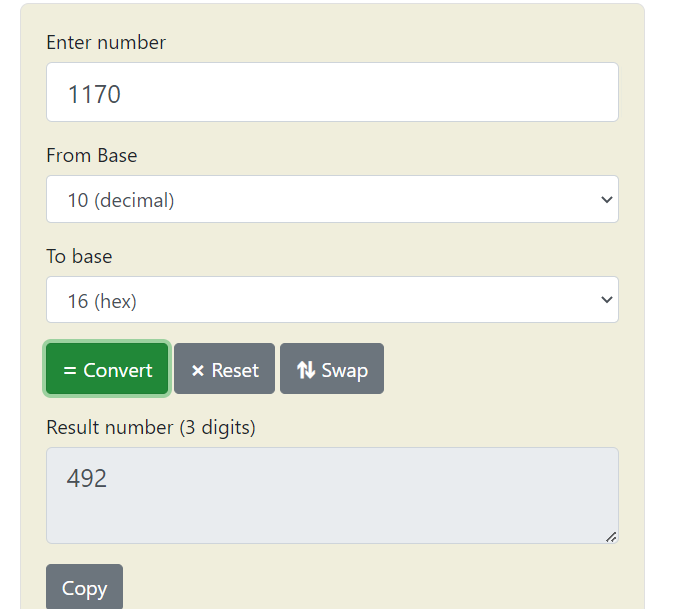 Enter number
1170
From Base
10 (decimal)
To base
16 (hex)
= Convert × Reset Swap
Result number (3 digits)
492
Copy